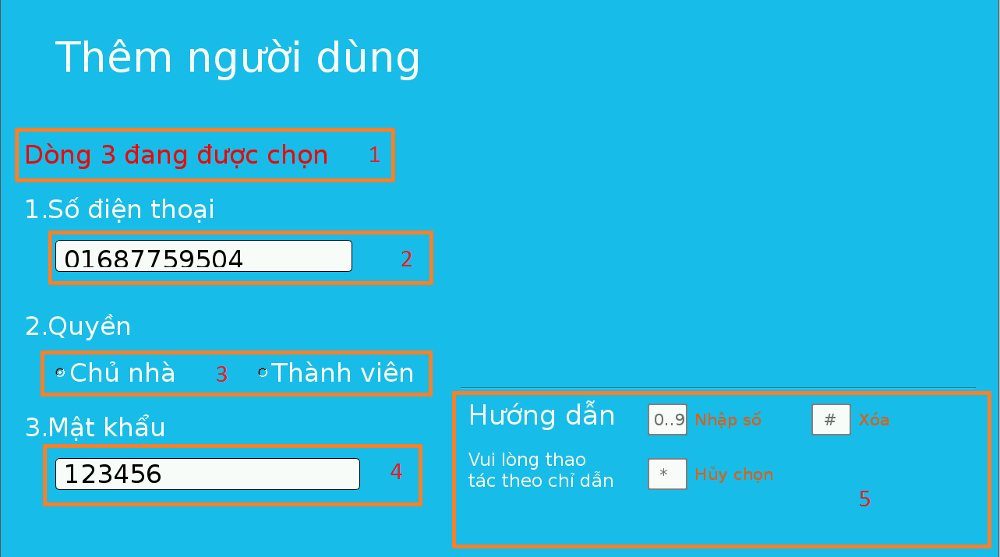 Thêm người dùng
Dòng 3 đang được chọn 1
1.Số điện thoại
01687759504 2
2.Quyền
Chủ nhà 3 Thành viên
3.Mật khẩu
123456 4
Hướng dẫn 0..9 Nhập số # Xóa
Vui lòng thao
tác theo chỉ dẫn
* Hủy chọn
5